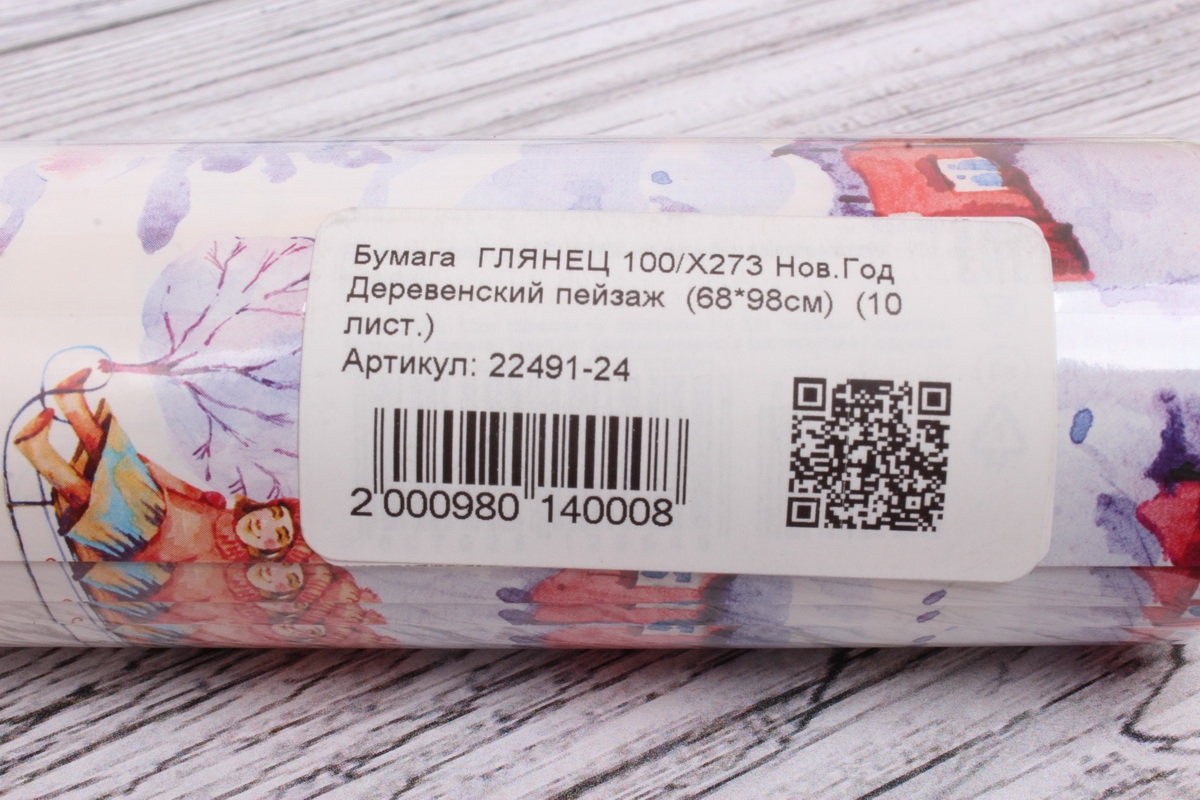 Бумага ГЛЯНЕЦ 100/Х273 Нов.Год
Деревенский пейзаж (68*98см) (10
лист.)
Артикул: 22491-24
2 000980 140008